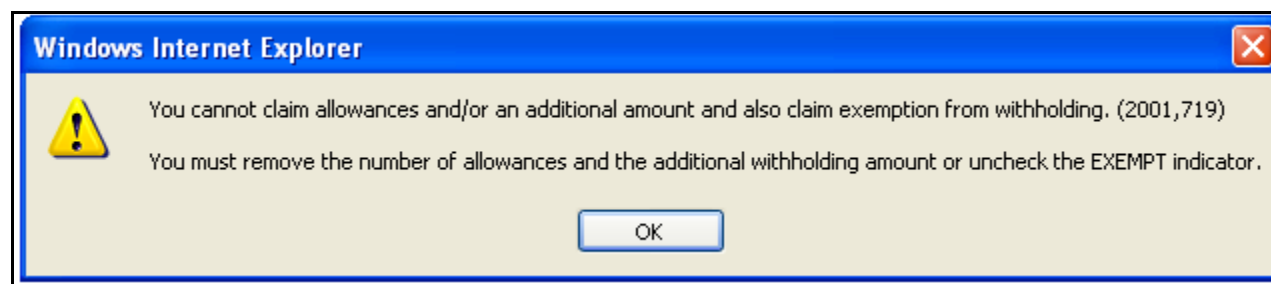 Windows Internet Explorer
You cannot claim allowances and/or an additional amount and also claim exemption from withholding. (2001,719)
You must remove the number of allowances and the additional withholding amount or uncheck the EXEMPT indicator.
OK